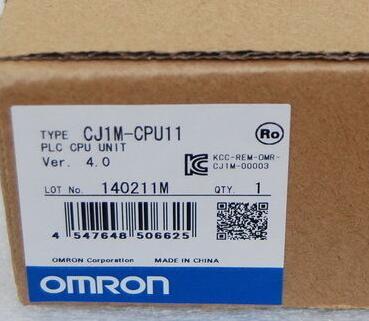 TYPE CJ1M-CPU11
PLC CPU UNIT
Ver. 4.0
Ro
KCC-REM-OMR-
CJ1M-00003
LOT No. 140211M QTY. 1
4 547648 506625
OMRON Corporation MADE IN CHINA
OMRON